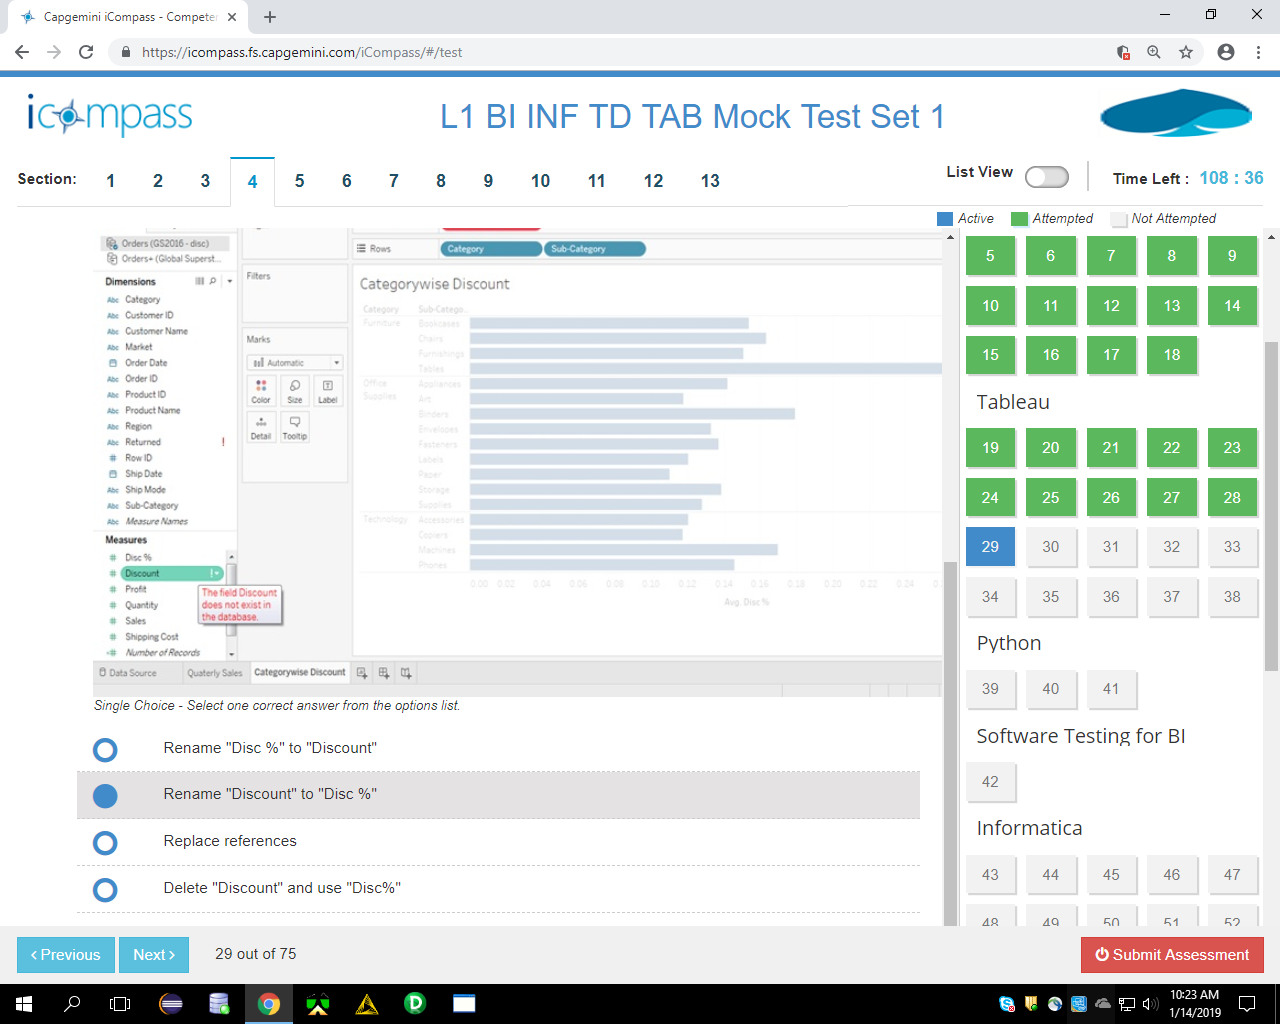 Capgemini iCompass - Competer
https://icompass.fs.capgemini.com/iCompass/#/test
icompass
L1 BI INF TD TAB Mock Test Set 1
Section: 1 2 3 4 5 6 7 8 9 10 11 12 13
List View
Time Left : 108 : 36
Active Attempted Not Attempted
Orders (GS2016 - disc)
Orders+ (Global Superst...
Dimensions
Abc Category
Abc Customer ID
Abc Customer Name
Abc Market
Order Date
Abc Order ID
Abc Product ID
Abc Product Name
Abc Region
Abc Returned !
# Row ID
Ship Date
Abc Ship Mode
Abc Sub-Category
Abc Measure Names
Measures
# Disc %
# Discount !
# Profit
# Quantity
# Sales
# Shipping Cost
=# Number of Records
The field Discount
does not exist in
the database.
Filters
Marks
Automatic
Color Size Label
Detail Tooltip
Rows Category Sub-Category
Categorywise Discount
Category Sub-Catego..
Furniture Bookcases
Chairs
Furnishings
Tables
Office
Supplies
Appliances
Art
Binders
Envelopes
Fasteners
Labels
Paper
Storage
Supplies
Technology Accessories
Copiers
Machines
Phones
0.00 0.02 0.04 0.06 0.08 0.10 0.12 0.14 0.16 0.18 0.20 0.22 0.24
Avg. Disc %
Data Source Quaterly Sales Categorywise Discount
Single Choice - Select one correct answer from the options list.
Rename "Disc %" to "Discount"
Rename "Discount" to "Disc %"
Replace references
Delete "Discount" and use "Disc%"
5 6 7 8 9
10 11 12 13 14
15 16 17 18
Tableau
19 20 21 22 23
24 25 26 27 28
29 30 31 32 33
34 35 36 37 38
Python
39 40 41
Software Testing for BI
42
Informatica
43 44 45 46 47
48 49 50 51 52
‹ Previous
Next ›
29 out of 75
Submit Assessment
10:23 AM
1/14/2019